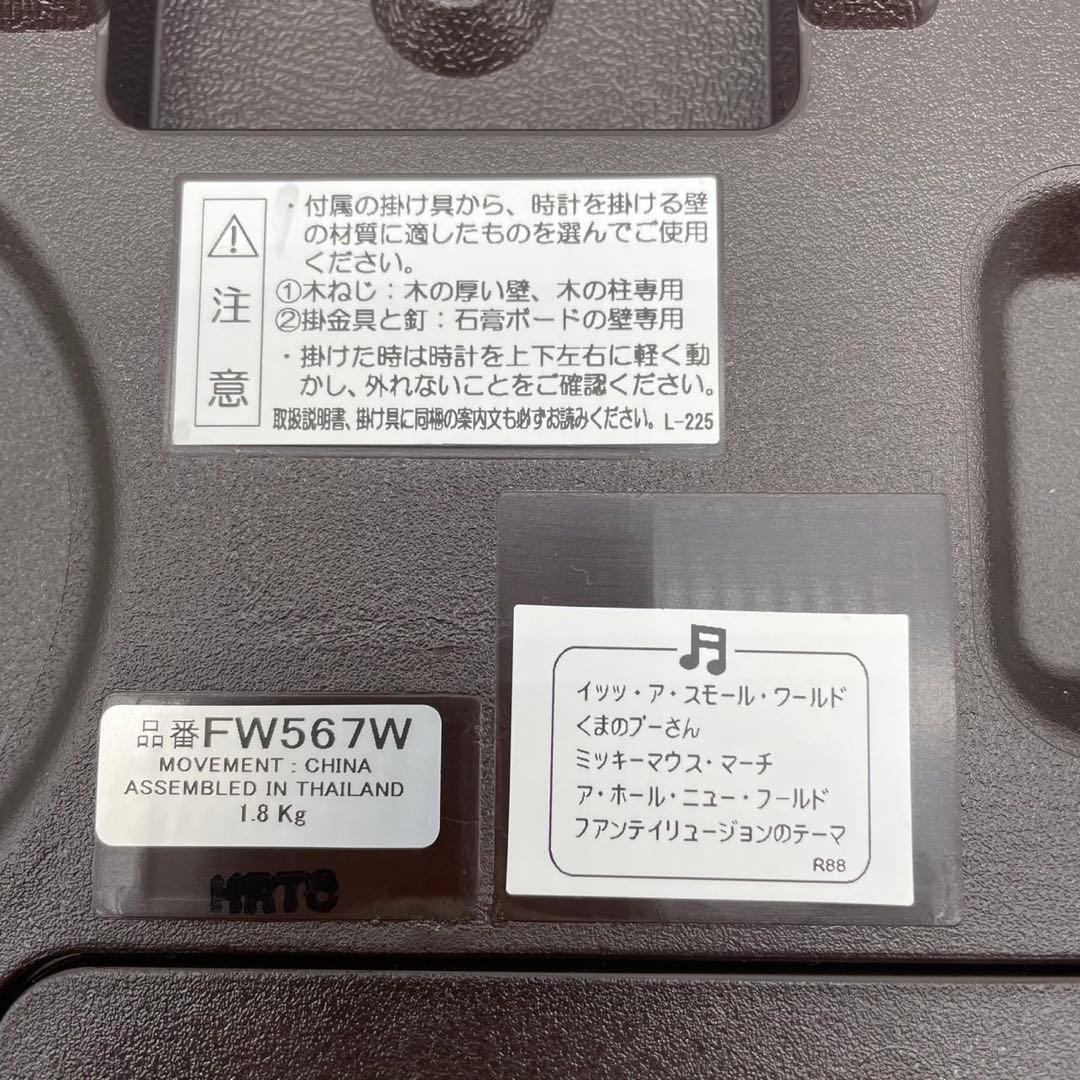 注意
・付属の掛け具から、時計を掛ける壁
の材質に適したものを選んでご使用
ください。
①木ねじ：木の厚い壁、木の柱専用
②掛金具と釘：石膏ボードの壁専用
・掛けた時は時計を上下左右に軽く動
かし、外れないことをご確認ください。
取扱説明書、掛け具に同梱の案内文も必ずお読みください。L-225
イッツ・ア・スモール・ワールド
くまのプーさん
ミッキーマウス・マーチ
ア・ホール・ニュー・フールド
フアンテイリュージョンのテーマ
R88
品番FW567W
MOVEMENT : CHINA
ASSEMBLED IN THAILAND
1.8 Kg